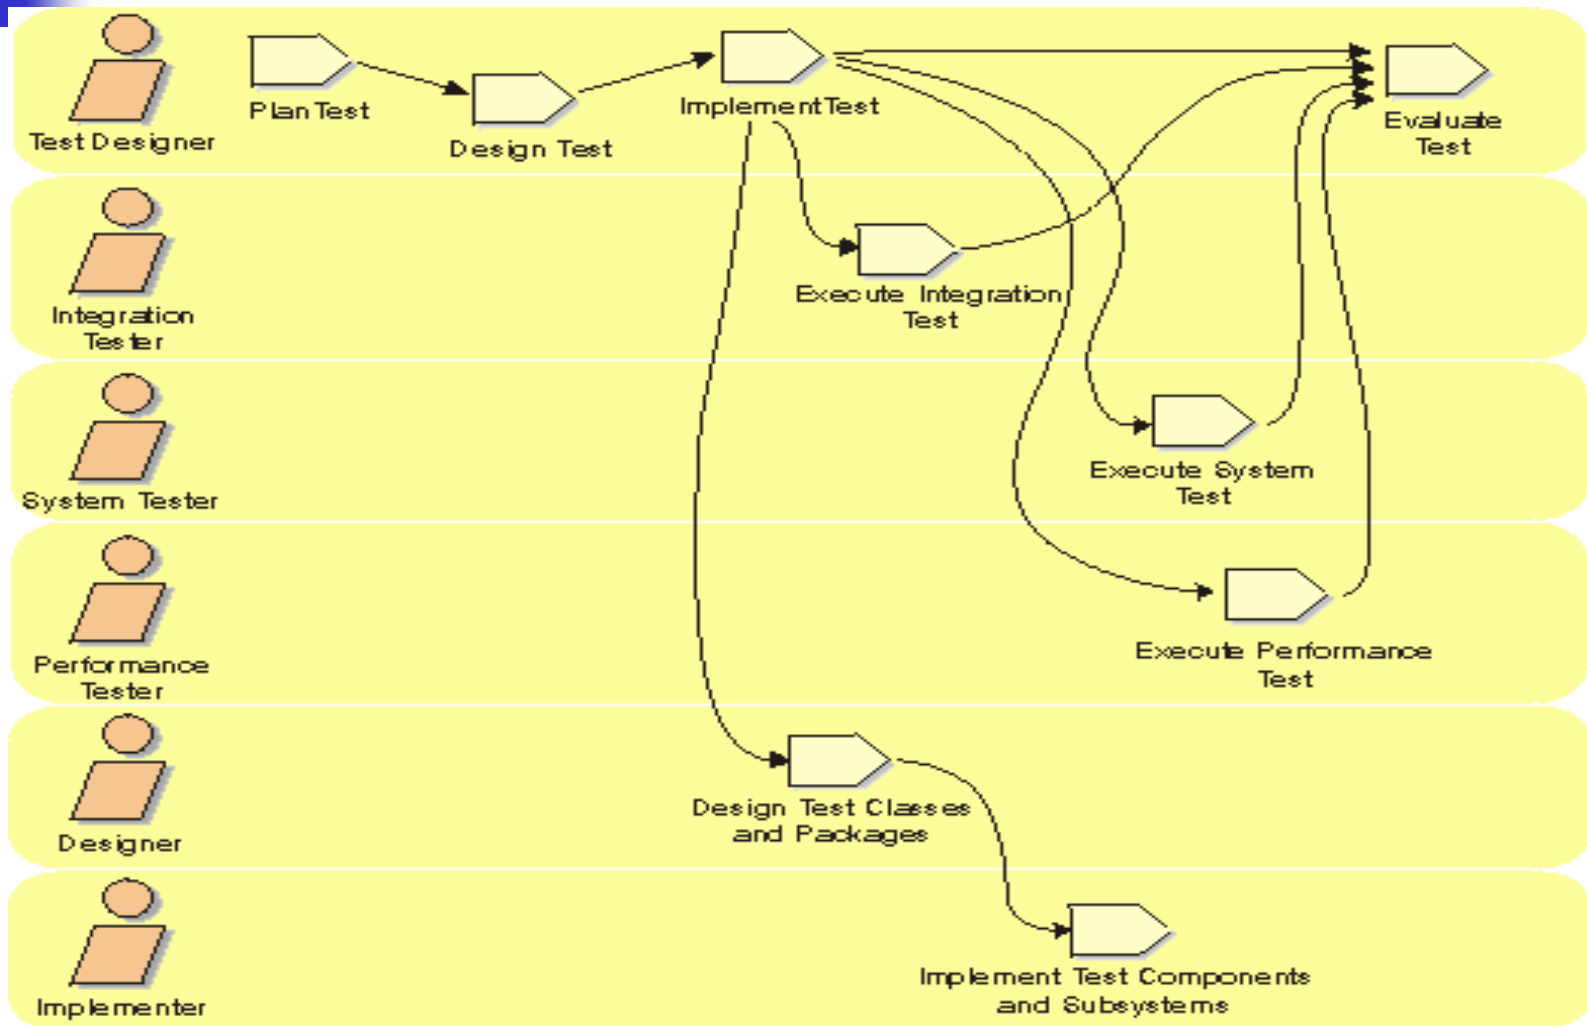 Test Designer
Plan Test
Design Test
Implement Test
Evaluate
Test
Integration
Tester
Execute Integration
Test
System Tester
Execute System
Test
Performance
Tester
Execute Performance
Test
Designer
Design Test Classes
and Packages
Implementer
Implement Test Components
and Subsystems